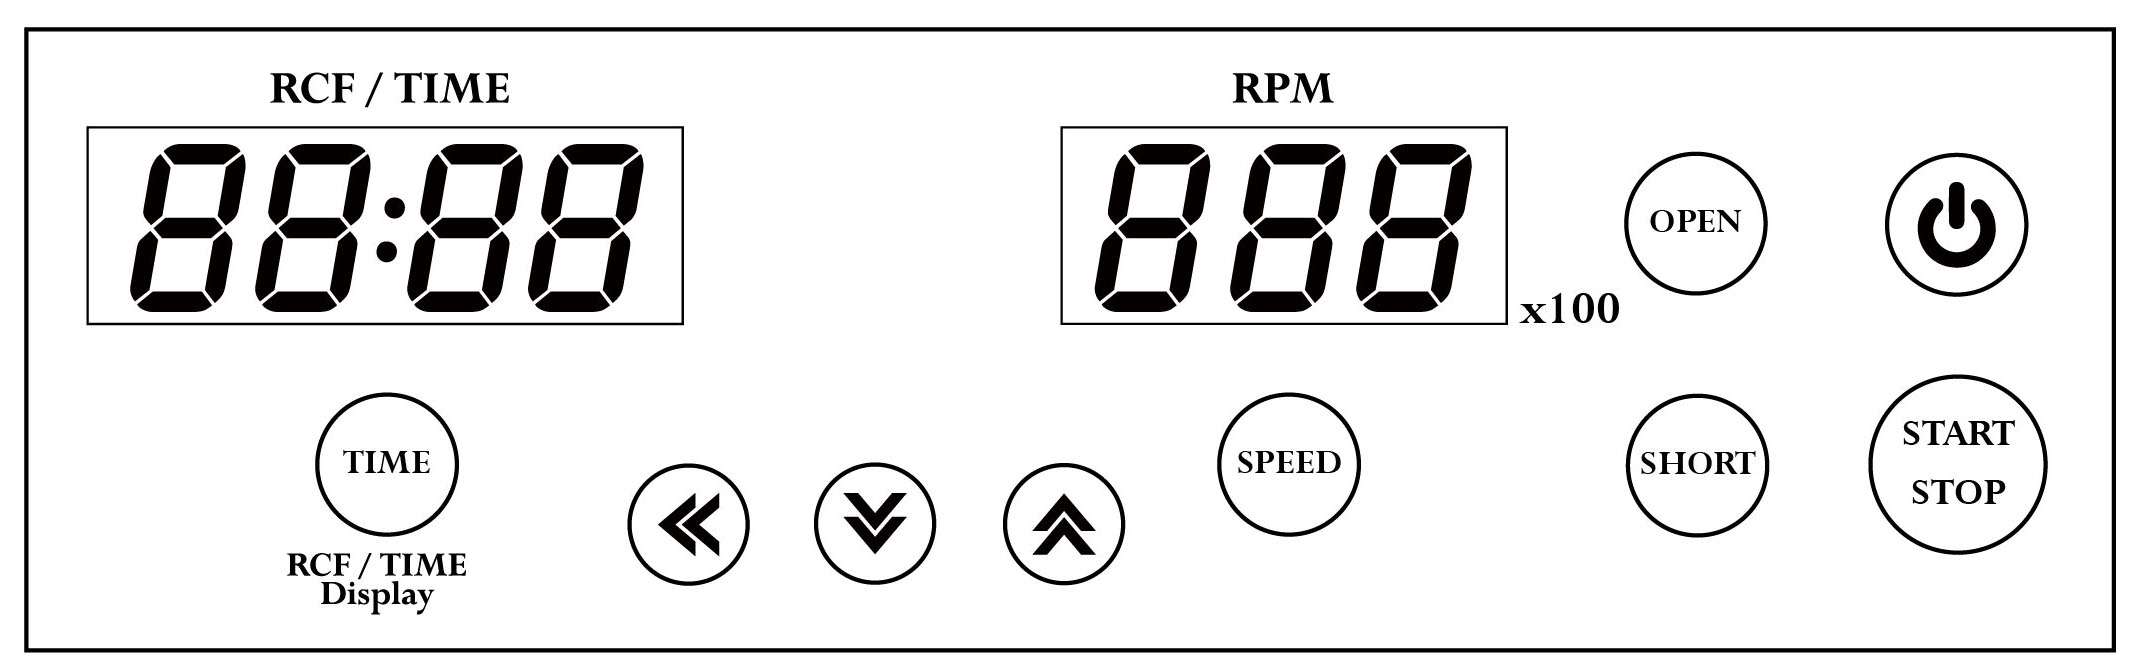 RCF / TIME
RPM
88:88
888
x100
OPEN
TIME
SPEED
SHORT
START
STOP
RCF / TIME
Display